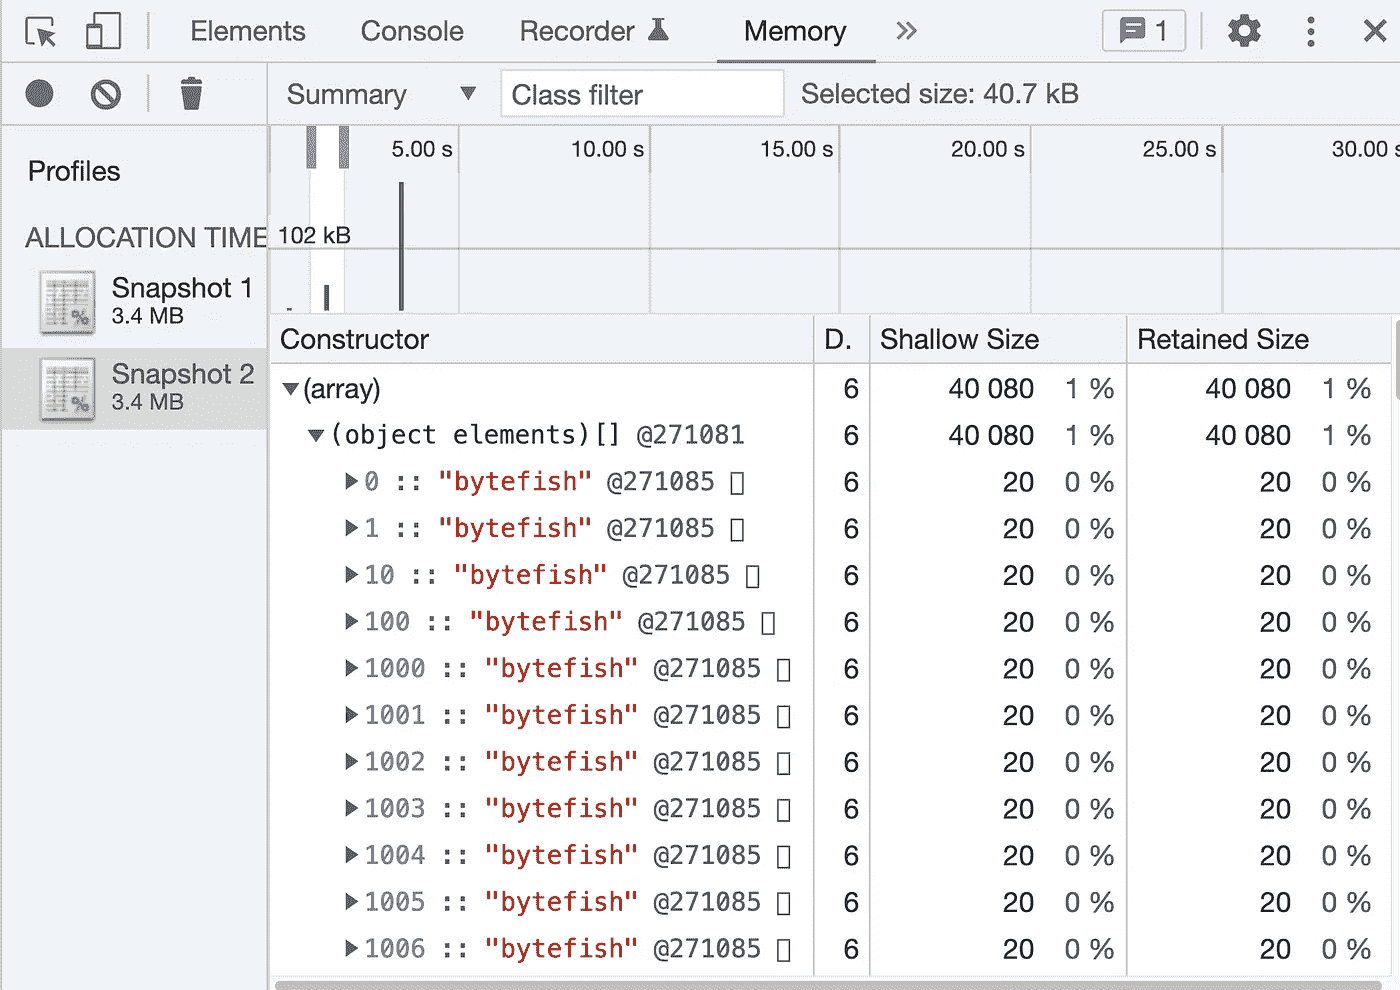 Elements Console Recorder Memory 1
Summary Class filter Selected size: 40.7 kB
Profiles
ALLOCATION TIME
Snapshot 1
3.4 MB
Snapshot 2
3.4 MB
5.00 s 10.00 s 15.00 s 20.00 s 25.00 s 30.00 s
102 kB
Constructor D. Shallow Size Retained Size
(array) 6 40 080 1 % 40 080 1 %
(object elements)[] @271081 6 40 080 1 % 40 080 1 %
0 :: "bytefish" @271085 6 20 0 % 20 0 %
1 :: "bytefish" @271085 6 20 0 % 20 0 %
10 :: "bytefish" @271085 6 20 0 % 20 0 %
100 :: "bytefish" @271085 6 20 0 % 20 0 %
1000 :: "bytefish" @271085 6 20 0 % 20 0 %
1001 :: "bytefish" @271085 6 20 0 % 20 0 %
1002 :: "bytefish" @271085 6 20 0 % 20 0 %
1003 :: "bytefish" @271085 6 20 0 % 20 0 %
1004 :: "bytefish" @271085 6 20 0 % 20 0 %
1005 :: "bytefish" @271085 6 20 0 % 20 0 %
1006 :: "bytefish" @271085 6 20 0 % 20 0 %